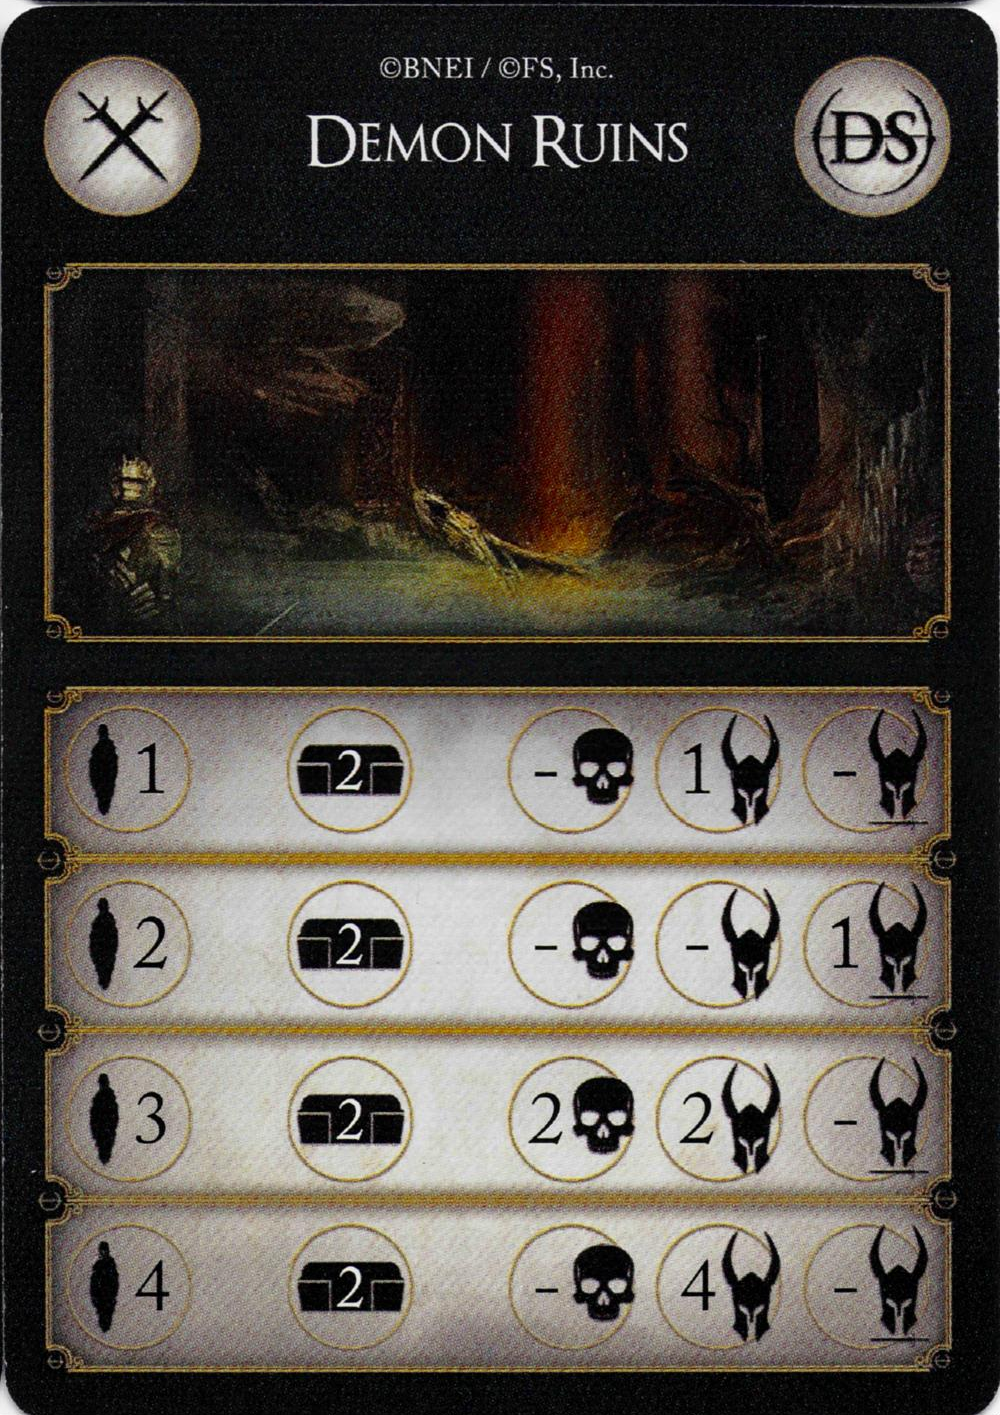 ©BNEI / ©FS, Inc.
DEMON RUINS
DS
1 2 - 1 -
2 2 - - 1
3 2 2 2 -
4 2 - 4 -